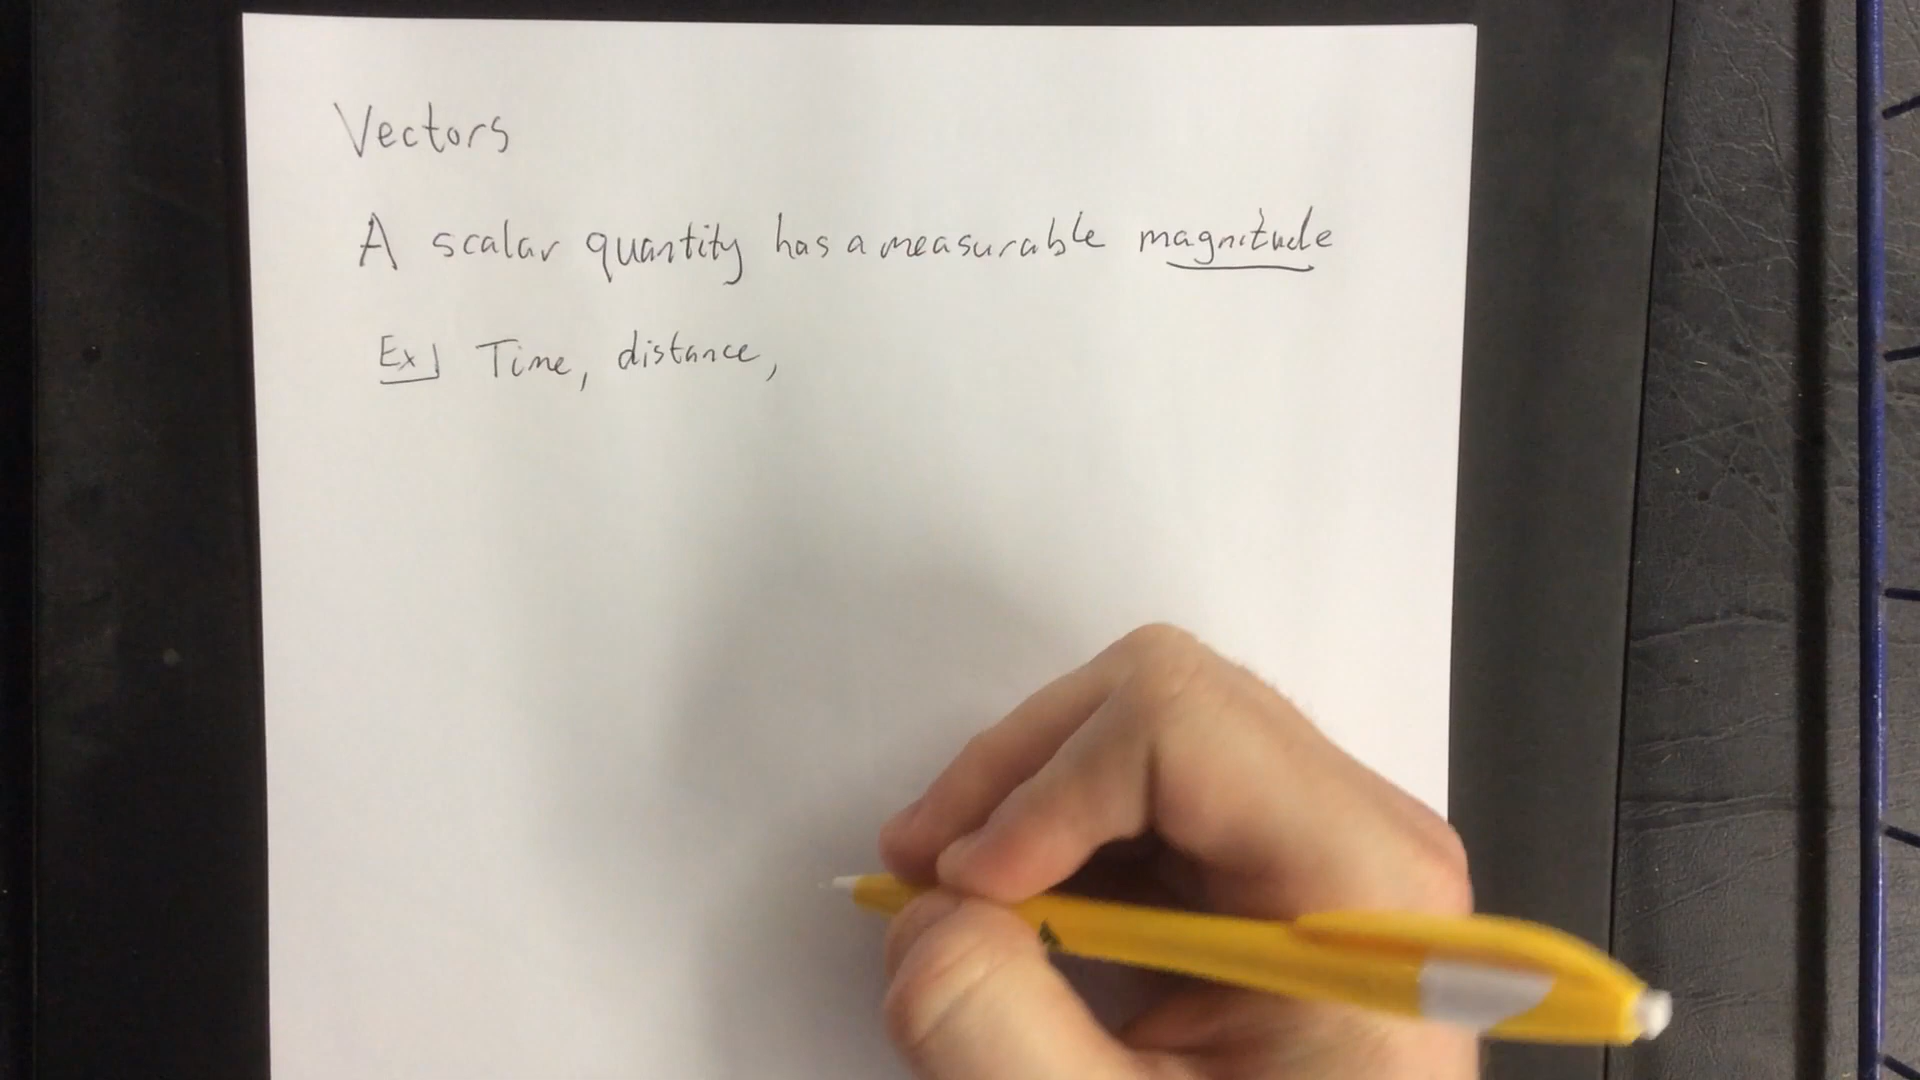 Vectors
A scalar quantity has a measurable magnitude
Ex] Time, distance,